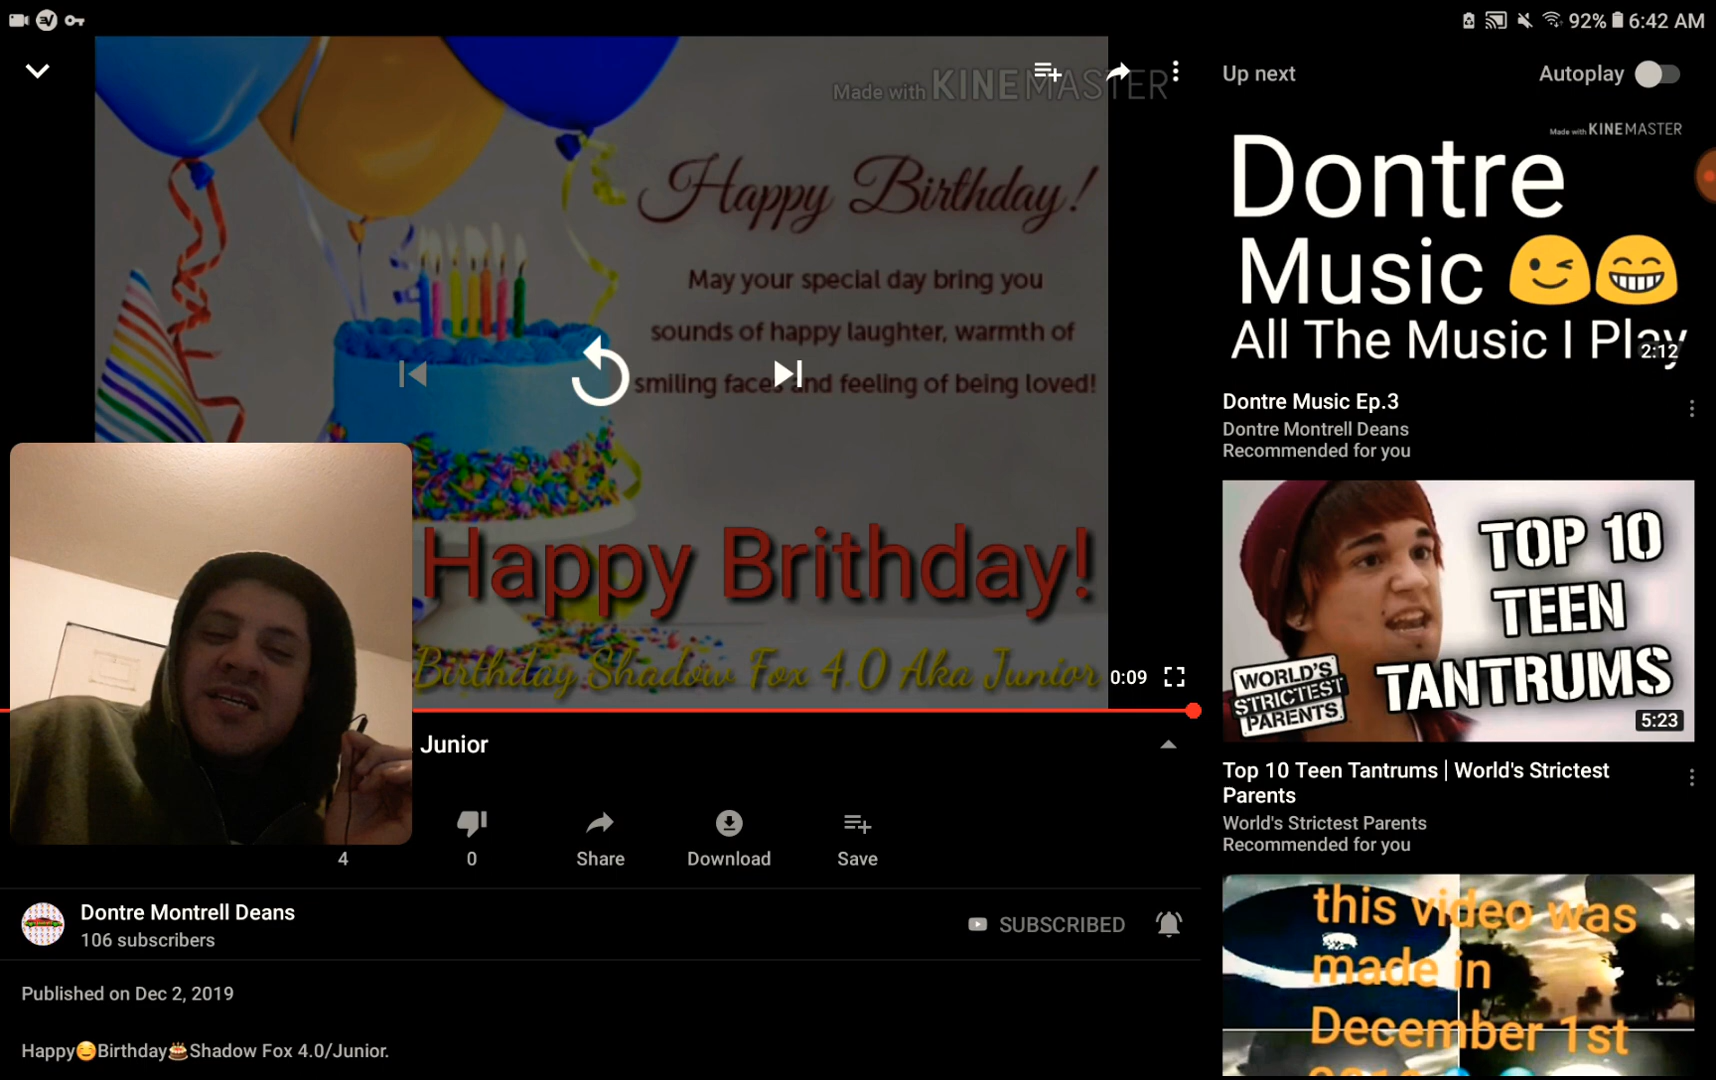 92% 6:42 AM
Made with KINEMASTER
Happy Birthday!
May your special day bring you
sounds of happy laughter, warmth of
smiling faces and feeling of being loved!
Happy Brithday!
Birthday Shadow Fox 4.0 Aka Junior
0:09
Junior
4
0
Share
Download
Save
Dontre Montrell Deans
106 subscribers
SUBSCRIBED
Published on Dec 2, 2019
Happy😊Birthday🎂Shadow Fox 4.0/Junior.
Up next
Autoplay
Made with KINEMASTER
Dontre
Music 😉😁
All The Music I Play
2:12
Dontre Music Ep.3
Dontre Montrell Deans
Recommended for you
TOP 10
TEEN
TANTRUMS
WORLD'S
STRICTEST
PARENTS
5:23
Top 10 Teen Tantrums | World's Strictest
Parents
World's Strictest Parents
Recommended for you
this video was
made in
December 1st